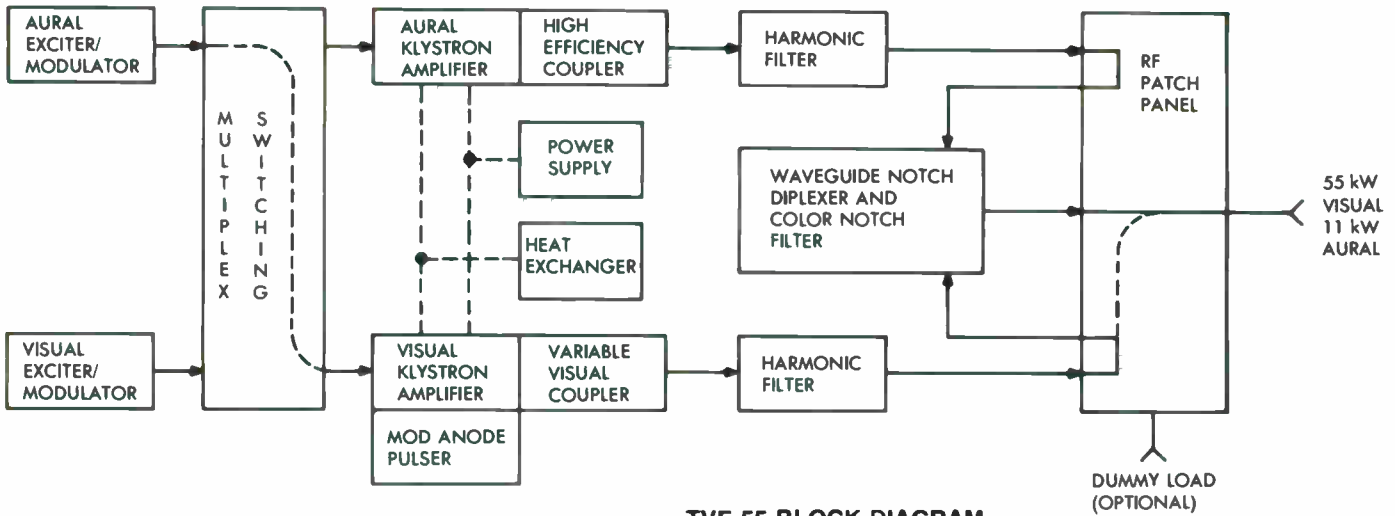 AURAL
EXCITER/
MODULATOR
MULTIPLEX
SWITCHING
AURAL
KLYSTRON
AMPLIFIER
HIGH
EFFICIENCY
COUPLER
HARMONIC
FILTER
RF
PATCH
PANEL
POWER
SUPPLY
HEAT
EXCHANGER
WAVEGUIDE NOTCH
DIPLEXER AND
COLOR NOTCH
FILTER
55 kW
VISUAL
11 kW
AURAL
VISUAL
EXCITER/
MODULATOR
VISUAL
KLYSTRON
AMPLIFIER
VARIABLE
VISUAL
COUPLER
HARMONIC
FILTER
MOD ANODE
PULSER
DUMMY LOAD
(OPTIONAL)